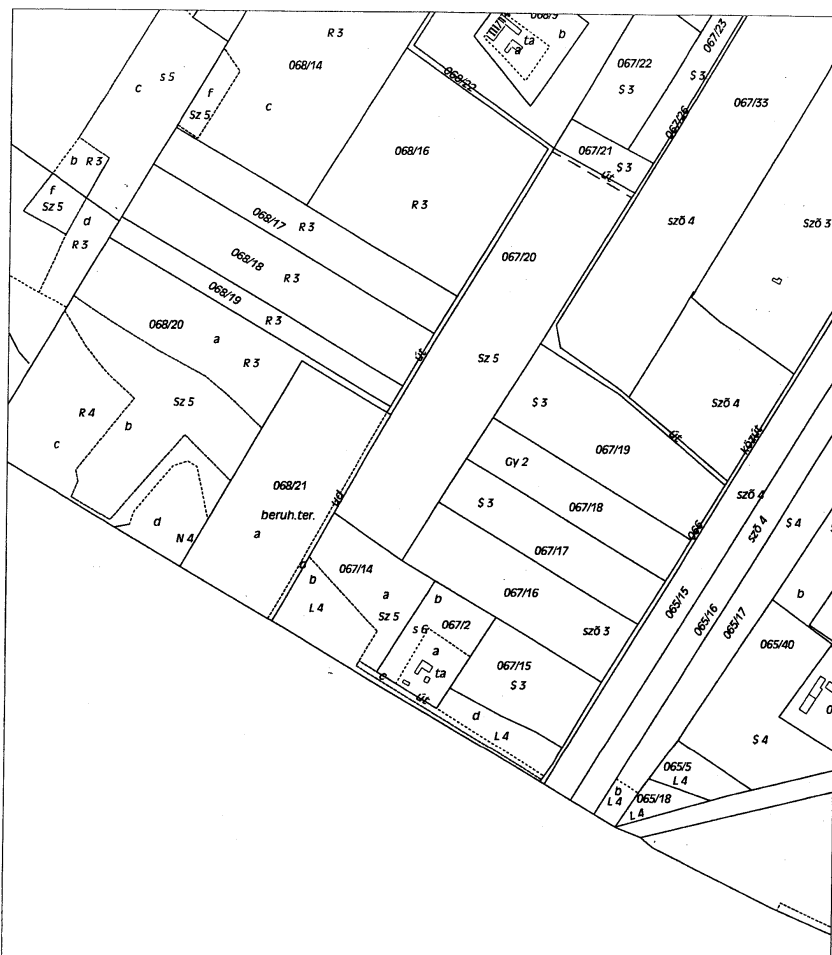 R 3
068/9
b
ta
a
067/23
067/22
S 3
S 3
068/14
s 5
c
f
Sz 5
c
068/22
067/26
067/33
067/21
S 3
út
068/16
b
R 3
f
Sz 5
d
R 3
R 3
068/17
R 3
szõ 4
Szõ 3
B
068/18
R 3
067/20
068/19
R 3
068/20
a
R 3
út
Sz 5
Sz 5
R 4
b
c
S 3
Szõ 4
út
közút
067/19
Gy 2
068/21
beruh.ter.
a
út
S 3
067/18
szõ 4
szõ 4
S 4
d
N 4
066
067/17
067/14
b
L 4
a
Sz 5
b
067/16
065/15
065/16
065/17
b
s 6
067/2
szõ 3
065/40
a
ta
067/15
S 3
c
út
d
L 4
S 4
065/5
L 4
b
L 4
065/18
L 4